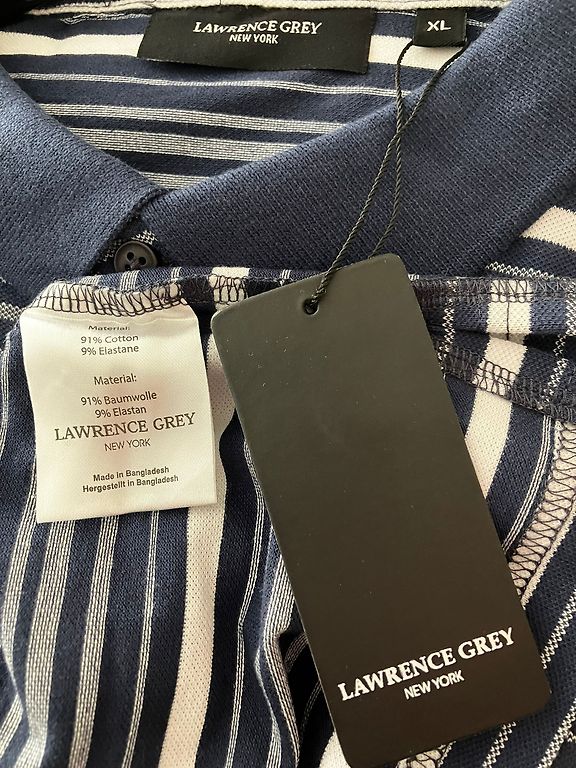 LAWRENCE GREY
NEW YORK
XL
Material:
91% Cotton
9% Elastane
Material:
91% Baumwolle
9% Elastan
LAWRENCE GREY
NEW YORK
Made in Bangladesh
Hergestellt in Bangladesh
LAWRENCE GREY
NEW YORK